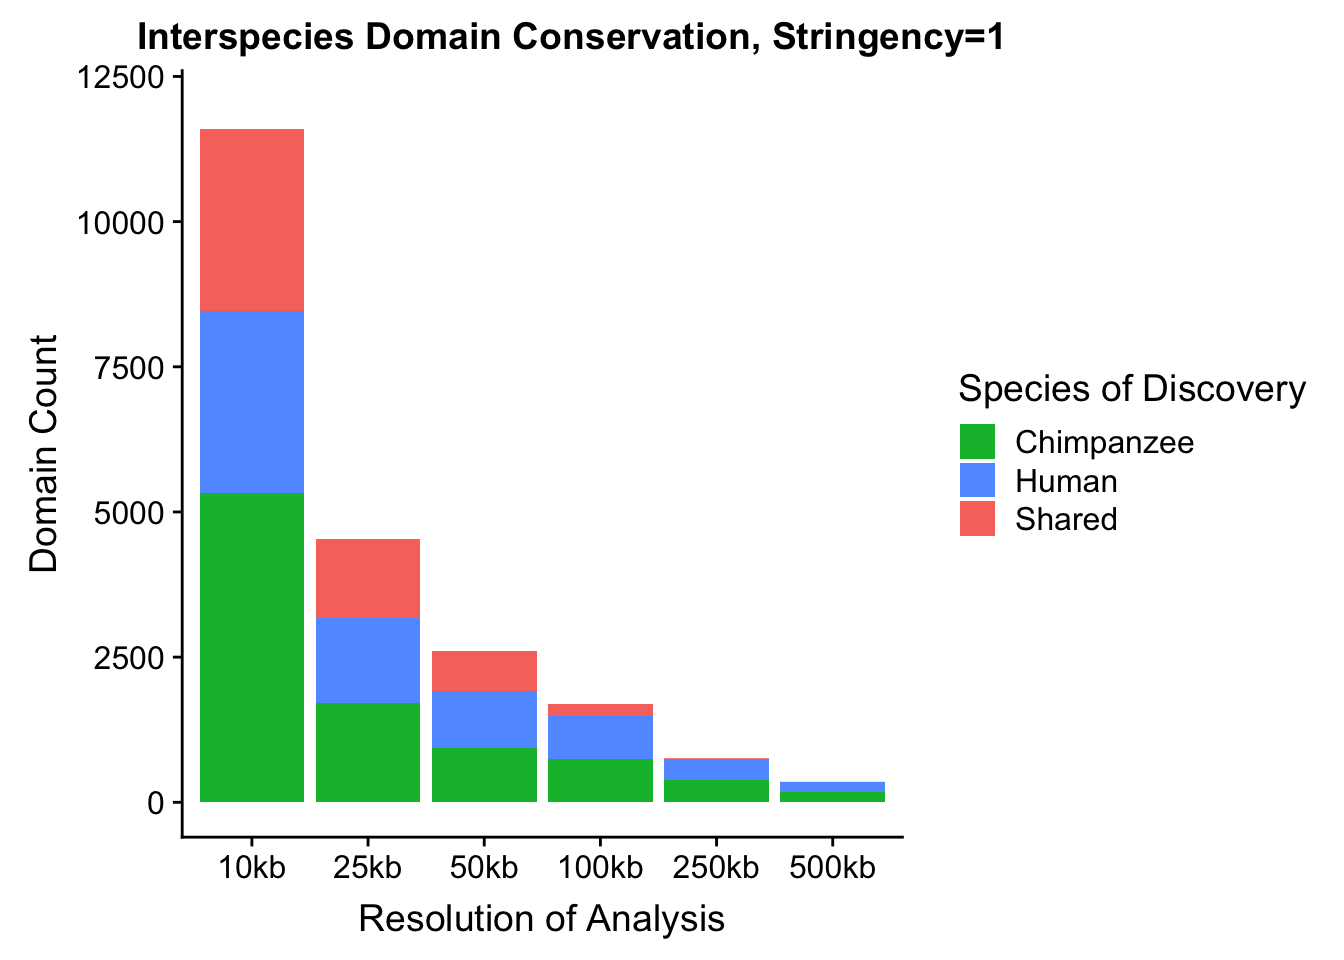 Interspecies Domain Conservation, Stringency=1
12500
10000
7500
5000
2500
0
Domain Count
10kb 25kb 50kb 100kb 250kb 500kb
Resolution of Analysis
Species of Discovery
Chimpanzee
Human
Shared